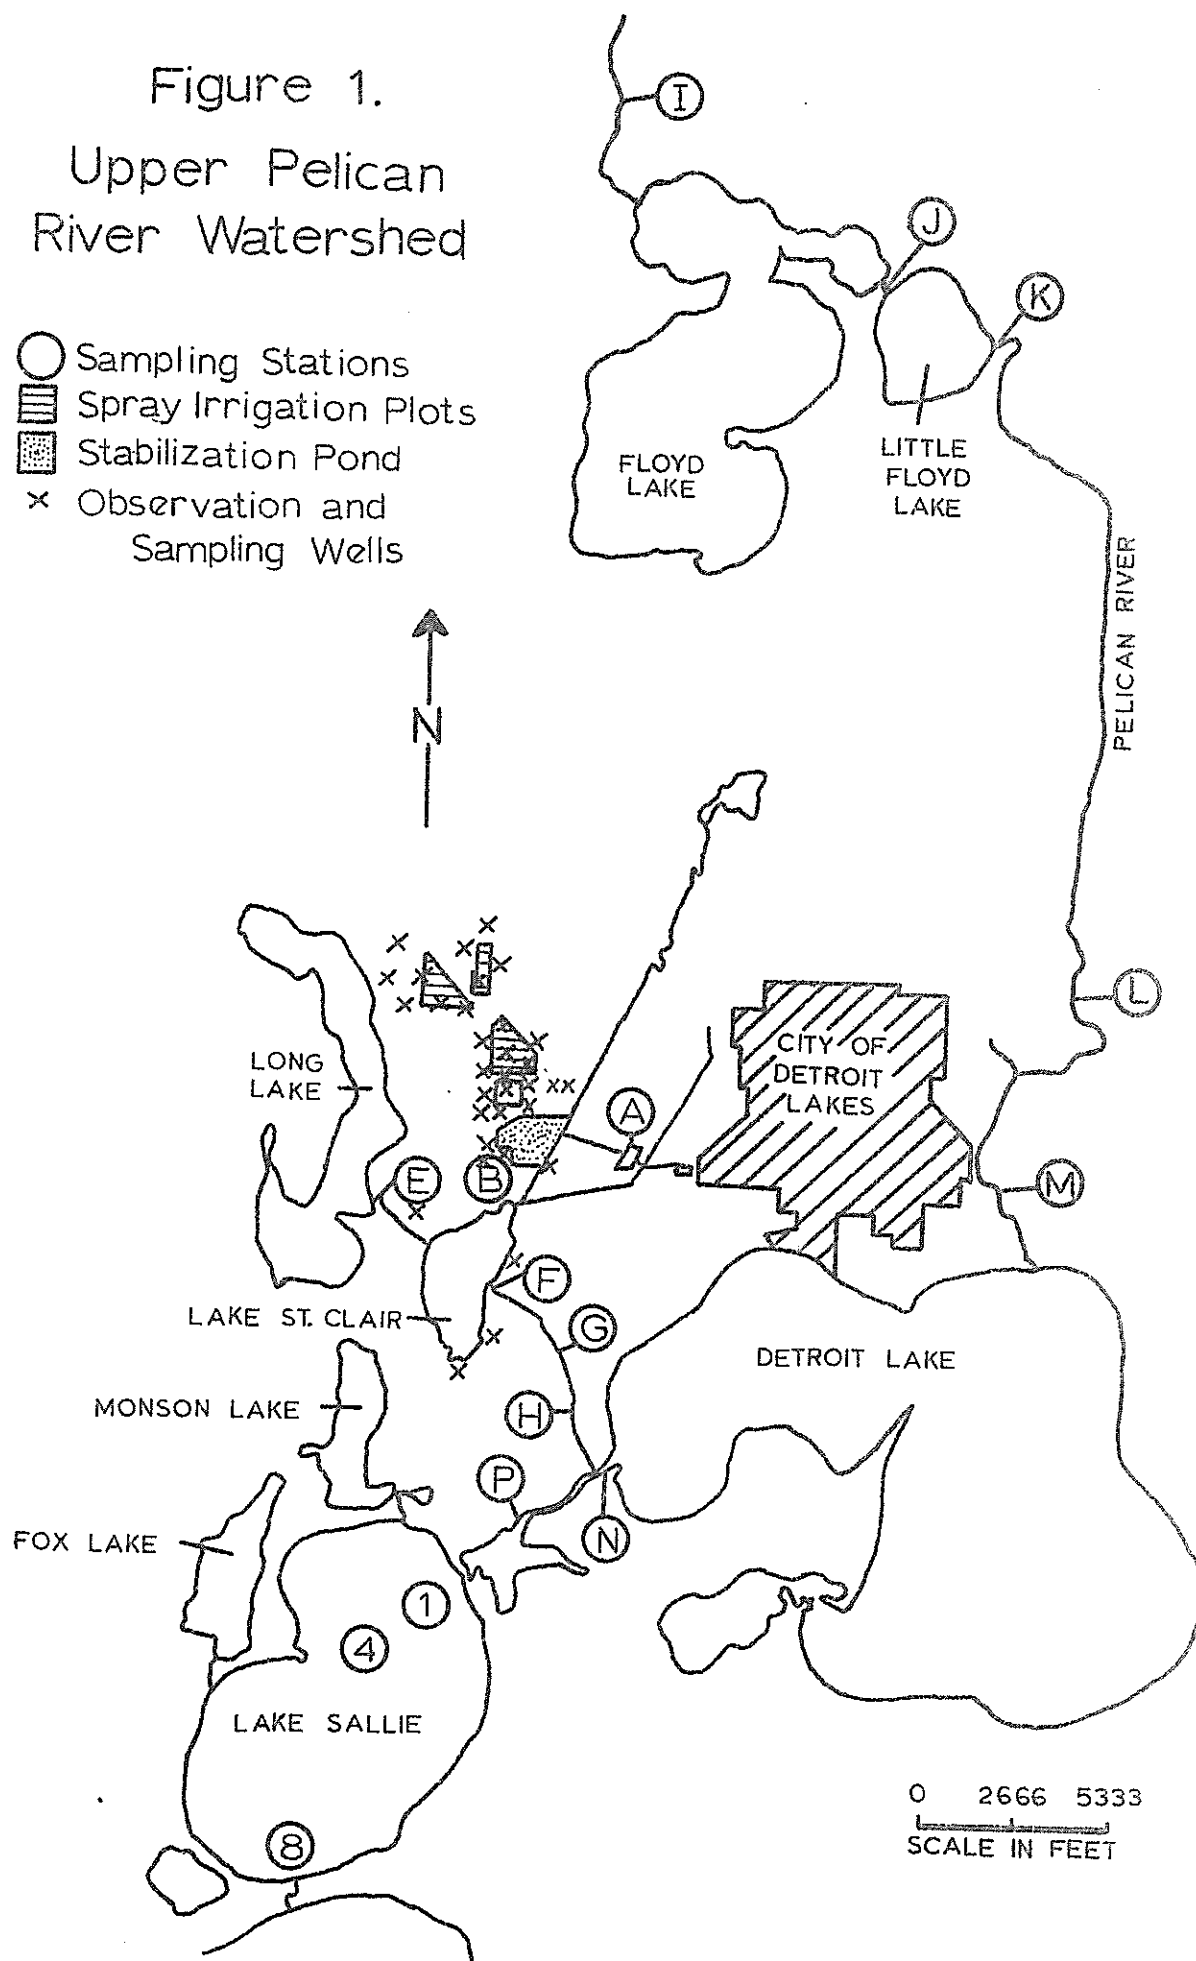 Figure 1.
Upper Pelican
River Watershed
Sampling Stations
Spray Irrigation Plots
Stabilization Pond
Observation and
Sampling Wells
I
J
K
FLOYD
LAKE
LITTLE
FLOYD
LAKE
PELICAN RIVER
N
L
CITY OF
DETROIT
LAKES
LONG
LAKE
A
E
B
M
F
LAKE ST. CLAIR
G
DETROIT LAKE
MONSON LAKE
H
P
N
FOX LAKE
1
4
LAKE SALLIE
8
0 2666 5333
SCALE IN FEET